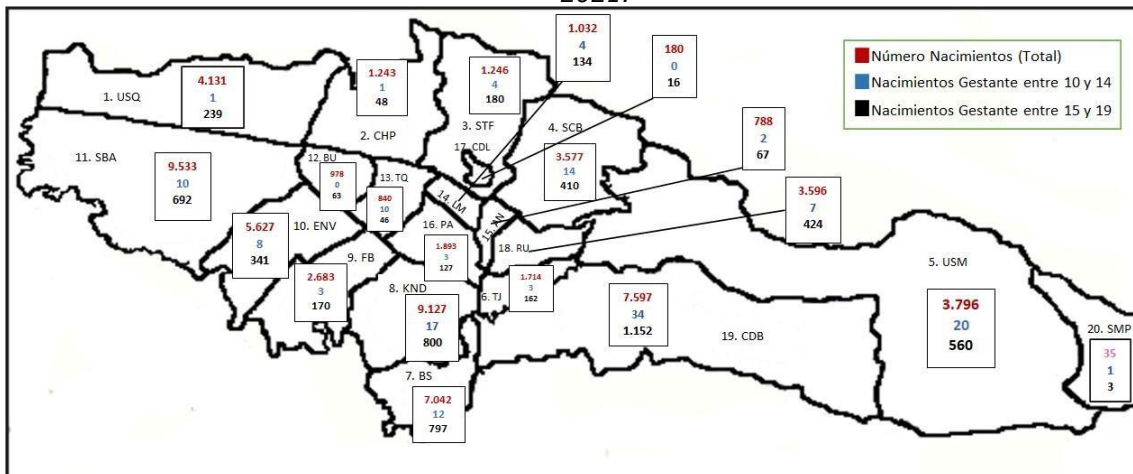 2021.
Número Nacimientos (Total)
Nacimientos Gestante entre 10 y 14
Nacimientos Gestante entre 15 y 19
1. USQ
4.131
1
239
2. CHP
1.243
1
48
3. STF
1.246
4
180
1.032
4
134
180
0
16
4. SCB
3.577
14
410
788
2
67
3.596
7
424
5. USM
3.796
20
560
20. SMP
35
1
3
11. SBA
9.533
10
692
12. BU
978
0
63
13. TQ
840
10
46
17. CDL
14. LM
15. AN
16. PA
1.893
3
127
18. RU
10. ENV
5.627
8
341
9. FB
2.683
3
170
8. KND
9.127
17
800
6. TJ
1.714
3
162
19. CDB
7.597
34
1.152
7. BS
7.042
12
797